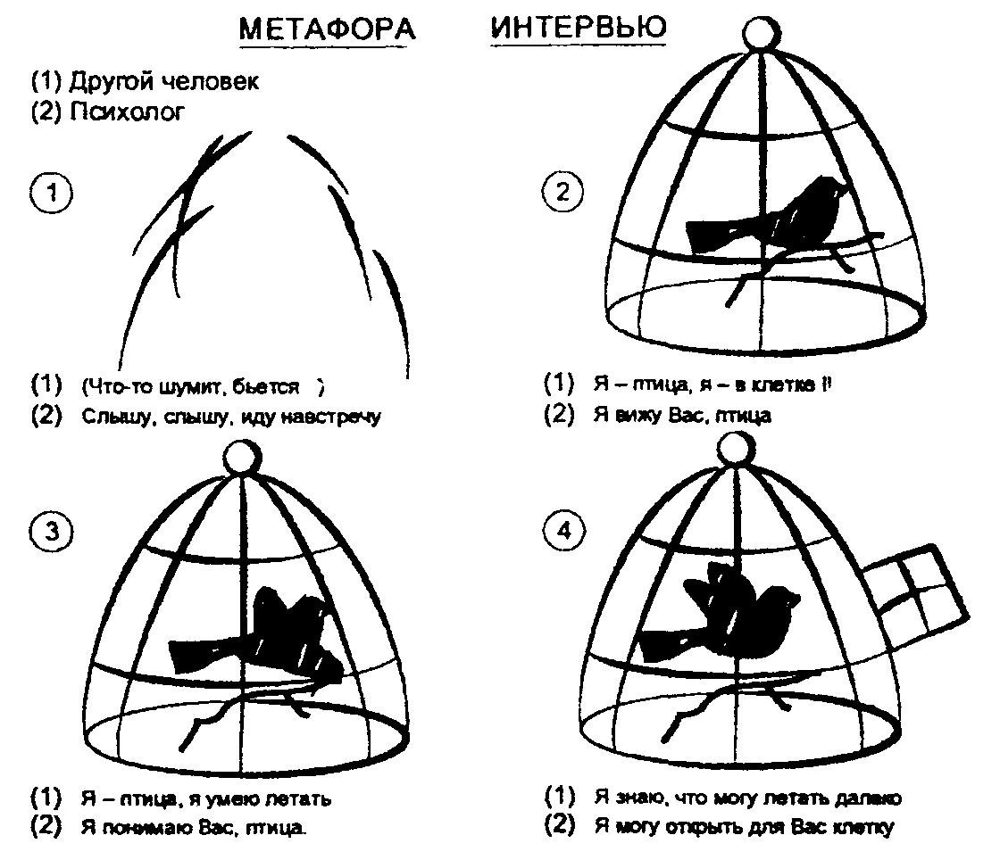 МЕТАФОРА ИНТЕРВЬЮ
(1) Другой человек
(2) Психолог
1
(1) (Что-то шумит, бьется )
(2) Слышу, слышу, иду навстречу
2
(1) Я – птица, я – в клетке !!
(2) Я вижу Вас, птица
3
(1) Я – птица, я умею летать
(2) Я понимаю Вас, птица.
4
(1) Я знаю, что могу летать далеко
(2) Я могу открыть для Вас клетку